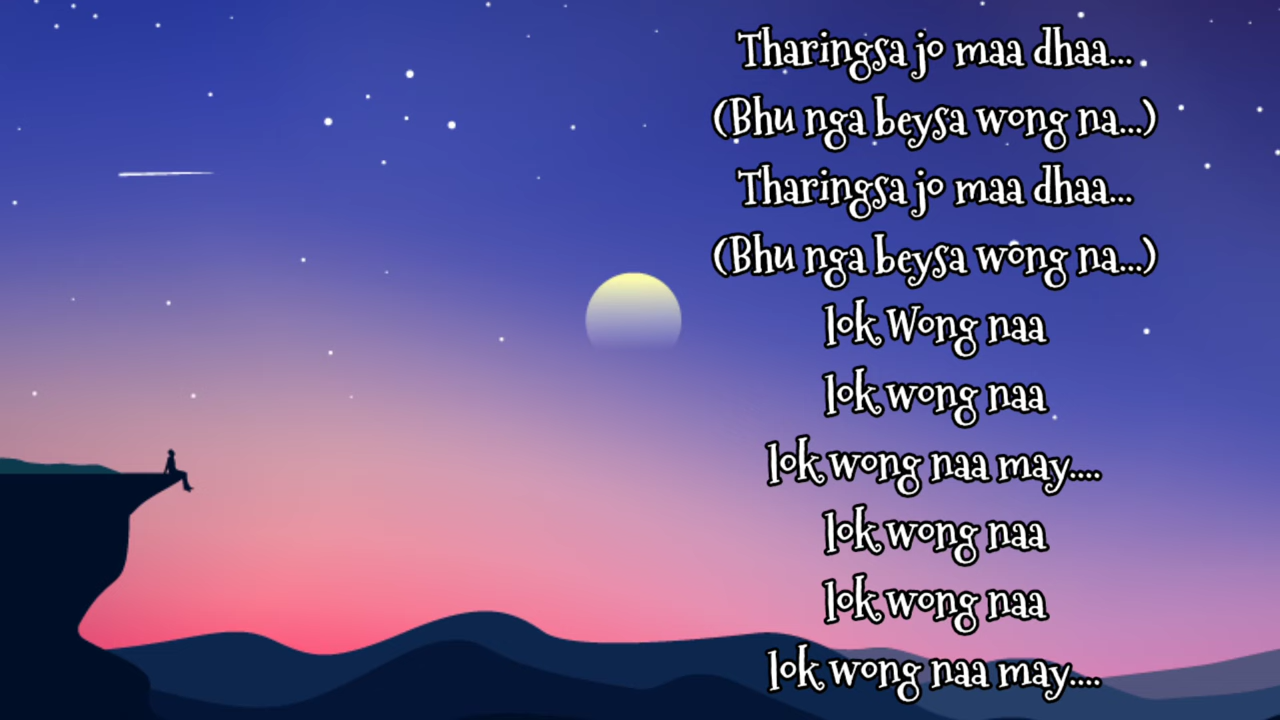 Tharingsa jo maa dhaa...
(Bhu nga beysa wong na...)
Tharingsa jo maa dhaa...
(Bhu nga beysa wong na...)
lok Wong naa
lok wong naa
lok wong naa may....
lok wong naa
lok wong naa
lok wong naa may....